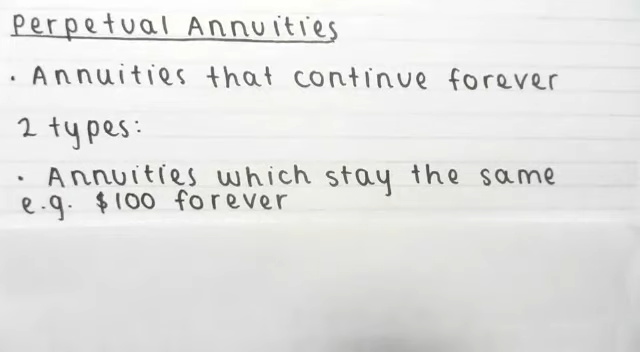 Perpetual Annuities
· Annuities that continue forever
2 types:
· Annuities which stay the same
e.g. $100 forever